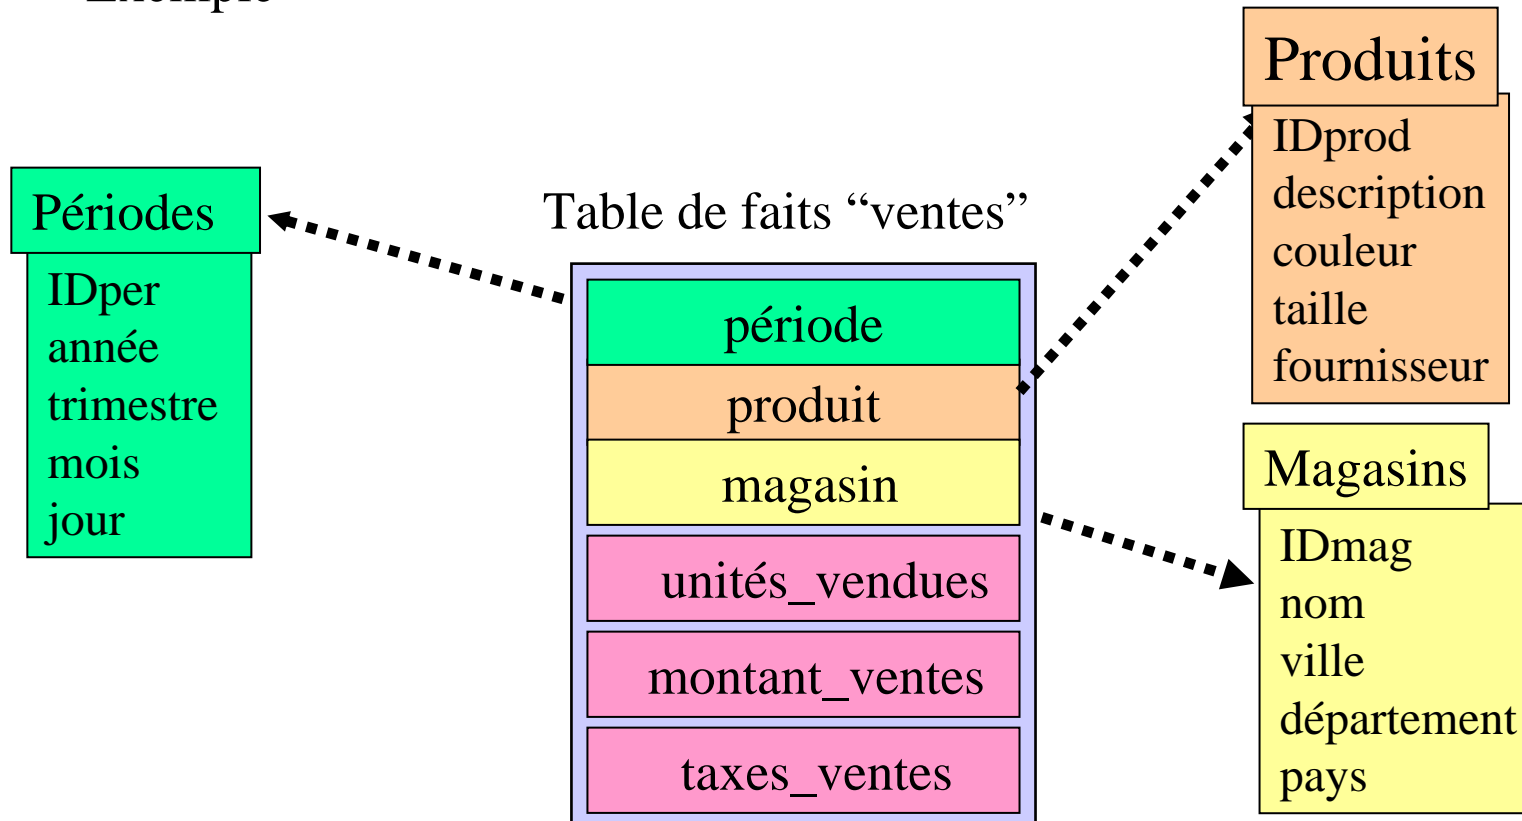 Exemple
Périodes
IDper
année
trimestre
mois
jour
Table de faits “ventes”
période
produit
magasin
unités_vendues
montant_ventes
taxes_ventes
Produits
IDprod
description
couleur
taille
fournisseur
Magasins
IDmag
nom
ville
département
pays